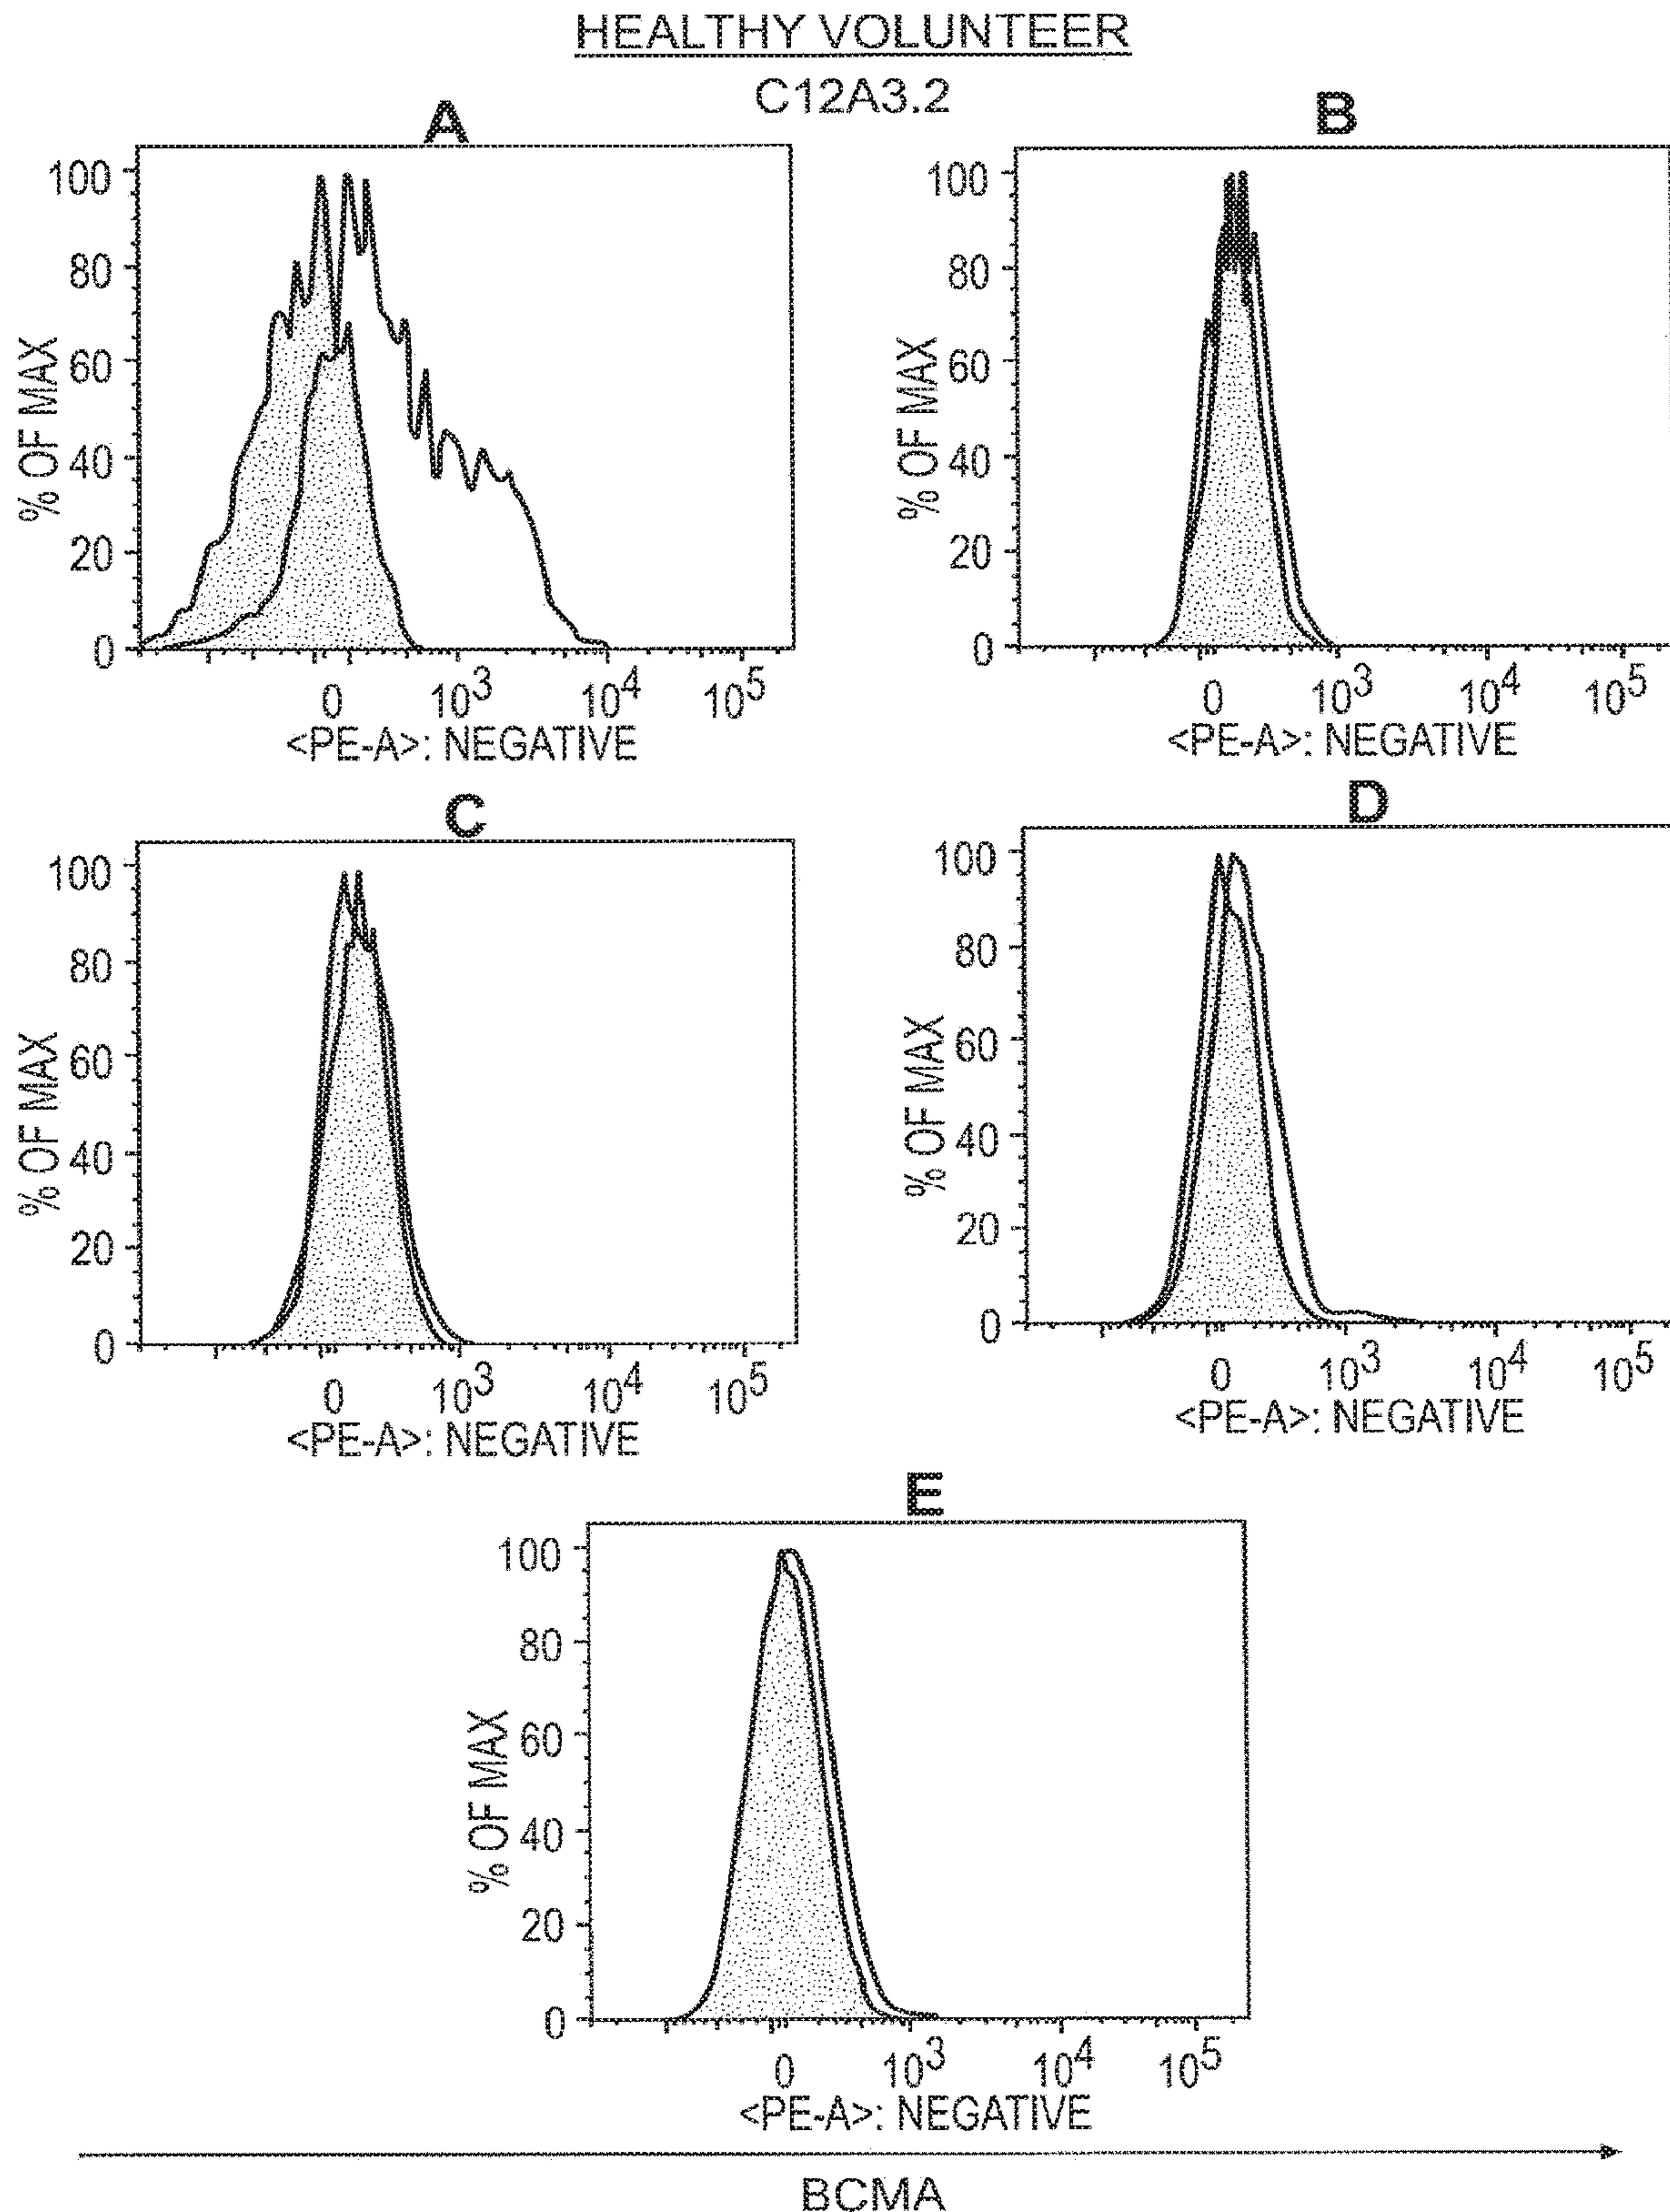 HEALTHY VOLUNTEER
C12A3.2
A
% OF MAX
100
80
60
40
20
0
0 10^3 10^4 10^5
<PE-A>: NEGATIVE
B
% OF MAX
100
80
60
40
20
0
0 10^3 10^4 10^5
<PE-A>: NEGATIVE
C
% OF MAX
100
80
60
40
20
0
0 10^3 10^4 10^5
<PE-A>: NEGATIVE
D
% OF MAX
100
80
60
40
20
0
0 10^3 10^4 10^5
<PE-A>: NEGATIVE
E
% OF MAX
100
80
60
40
20
0
0 10^3 10^4 10^5
<PE-A>: NEGATIVE
BCMA